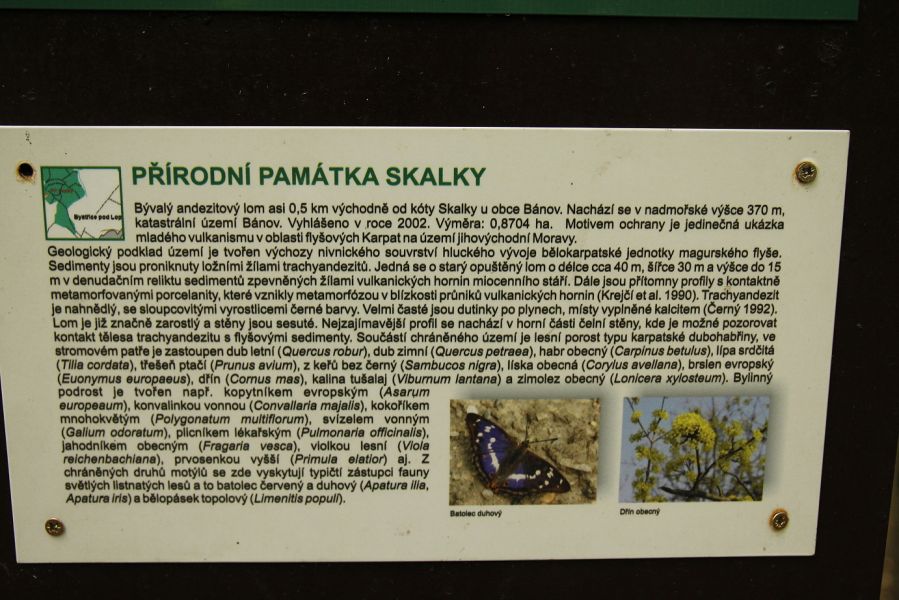 PŘÍRODNÍ PAMÁTKA SKALKY
Bystřice pod Lop
Bývalý andezitový lom asi 0,5 km východně od kóty Skalky u obce Bánov. Nachází se v nadmořské výšce 370 m,
katastrální území Bánov. Vyhlášeno v roce 2002. Výměra: 0,8704 ha. Motivem ochrany je jedinečná ukázka
mladého vulkanismu v oblasti flyšových Karpat na území jihovýchodní Moravy.
Geologický podklad území je tvořen výchozy nivnického souvrství hluckého vývoje bělokarpatské jednotky magurského flyše.
Sedimenty jsou proniknuty ložními žílami trachyandezitů. Jedná se o starý opuštěný lom o délce cca 40 m, šířce 30 m a výšce do 15
m v denudačním reliktu sedimentů zpevněných žílami vulkanických hornin miocenního stáří. Dále jsou přítomny profily s kontaktně
metamorfovanými porcelanity, které vznikly metamorfózou v blízkosti průniků vulkanických hornin (Krejčí et al. 1990). Trachyandezit
je nahnědlý, se sloupcovitými vyrostlicemi černé barvy. Velmi časté jsou dutinky po plynech, místy vyplněné kalcitem (Černý 1992).
Lom je již značně zarostlý a stěny jsou sesuté. Nejzajímavější profil se nachází v horní části čelní stěny, kde je možné pozorovat
kontakt tělesa trachyandezitu s flyšovými sedimenty. Součástí chráněného území je lesní porost typu karpatské dubohabřiny, ve
stromovém patře je zastoupen dub letní (Quercus robur), dub zimní (Quercus petraea), habr obecný (Carpinus betulus), lípa srdčitá
(Tilia cordata), třešeň ptačí (Prunus avium), z keřů bez černý (Sambucos nigra), líska obecná (Corylus avellana), brslen evropský
(Euonymus europaeus), dřín (Cornus mas), kalina tušalaj (Viburnum lantana) a zimolez obecný (Lonicera xylosteum). Bylinný
podrost je tvořen např. kopytníkem evropským (Asarum
europeaum), konvalinkou vonnou (Convallaria majalis), kokoříkem
mnohokvětým (Polygonatum multiflorum), svízelem vonným
(Galium odoratum), plicníkem lékařským (Pulmonaria officinalis),
jahodníkem obecným (Fragaria vesca), violkou lesní (Viola
reichenbachiana), prvosenkou vyšší (Primula elatior) aj. Z
chráněných druhů motýlů se zde vyskytují typičtí zástupci fauny
světlých listnatých lesů a to batolec červený a duhový (Apatura ilia,
Apatura iris) a bělopásek topolový (Limenitis populi).
Batolec duhový
Dřín obecný